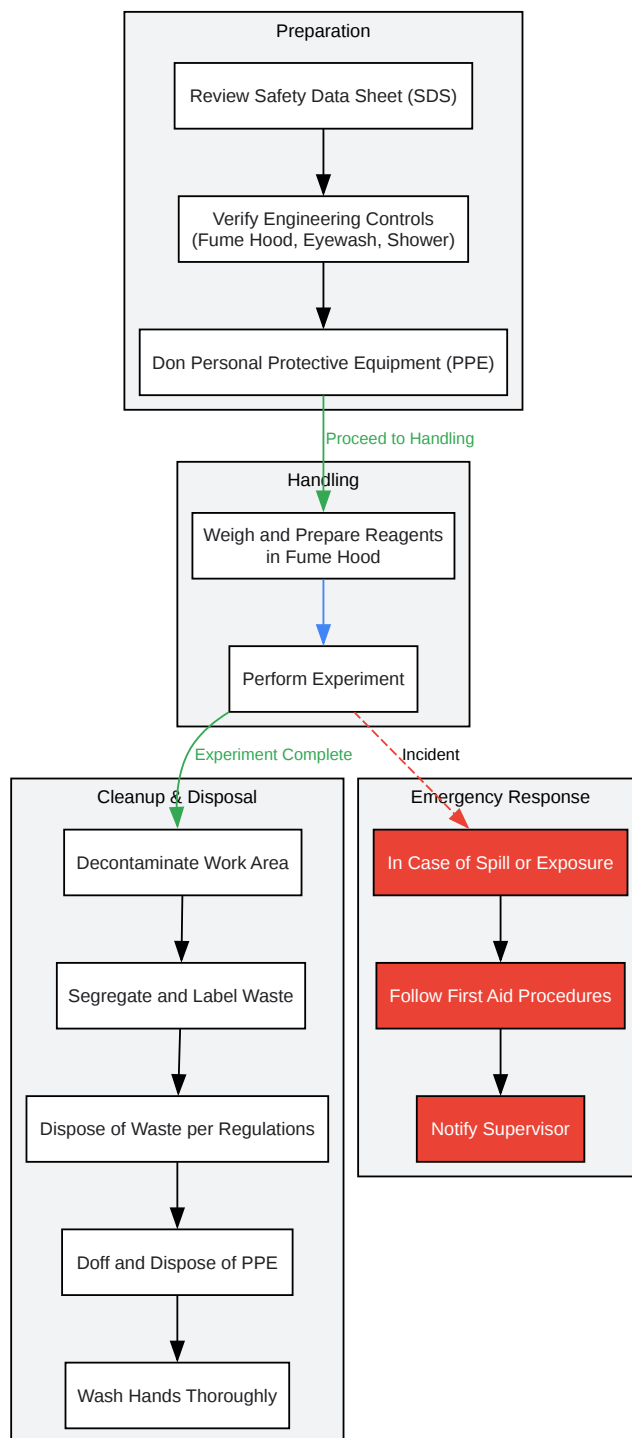 Preparation
Review Safety Data Sheet (SDS)
Verify Engineering Controls
(Fume Hood, Eyewash, Shower)
Don Personal Protective Equipment (PPE)
Proceed to Handling
Handling
Weigh and Prepare Reagents
in Fume Hood
Perform Experiment
Experiment Complete
Incident
Cleanup & Disposal
Decontaminate Work Area
Segregate and Label Waste
Dispose of Waste per Regulations
Doff and Dispose of PPE
Wash Hands Thoroughly
Emergency Response
In Case of Spill or Exposure
Follow First Aid Procedures
Notify Supervisor